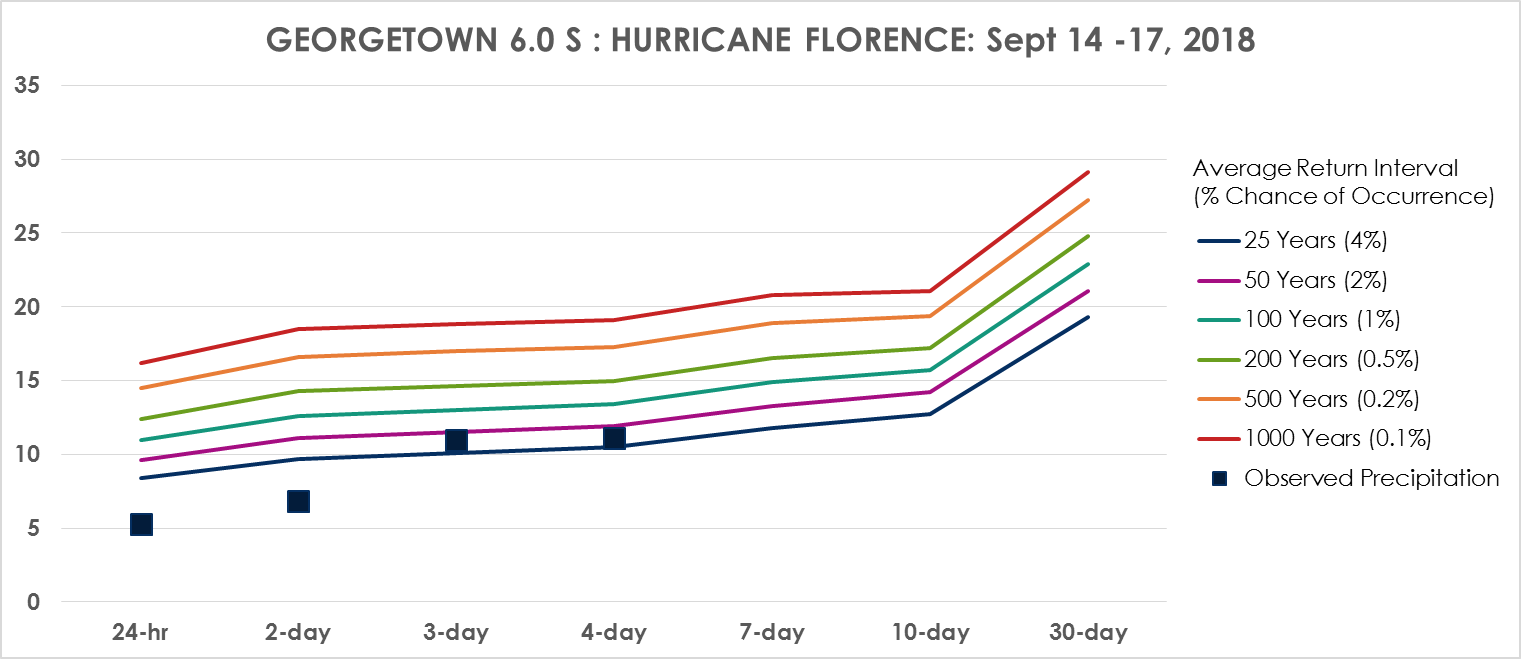 GEORGETOWN 6.0 S : HURRICANE FLORENCE: Sept 14 -17, 2018
35
30
25
20
15
10
5
0
24-hr
2-day
3-day
4-day
7-day
10-day
30-day
Average Return Interval
(% Chance of Occurrence)
25 Years (4%)
50 Years (2%)
100 Years (1%)
200 Years (0.5%)
500 Years (0.2%)
1000 Years (0.1%)
Observed Precipitation